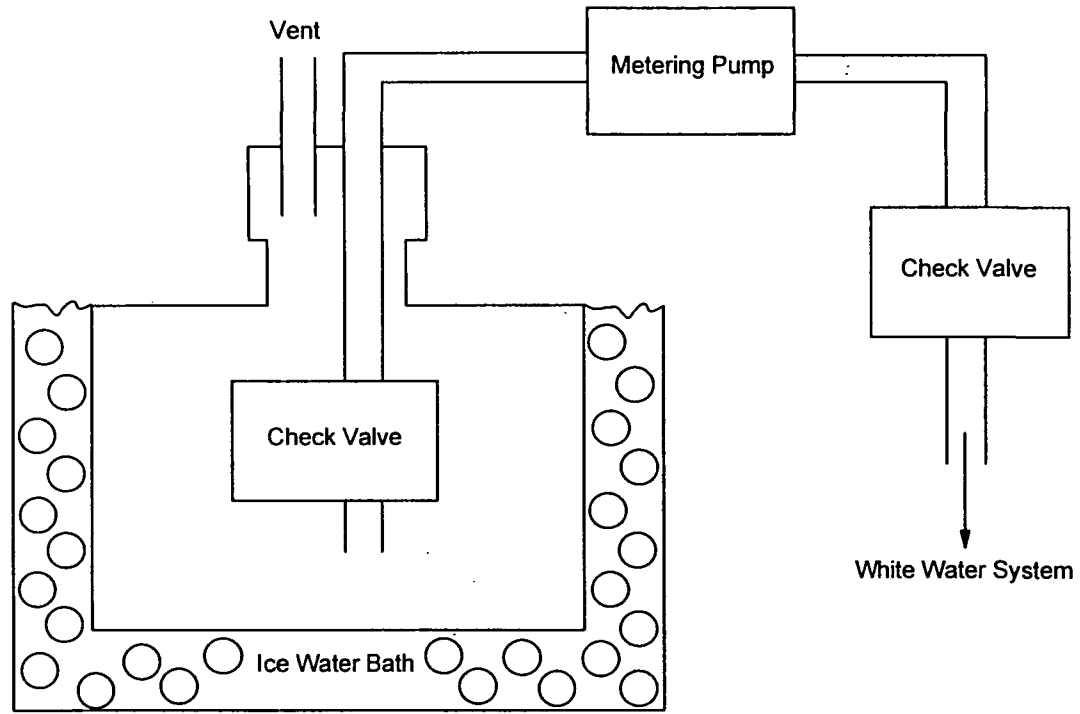 Vent
Metering Pump
Check Valve
Check Valve
White Water System
Ice Water Bath